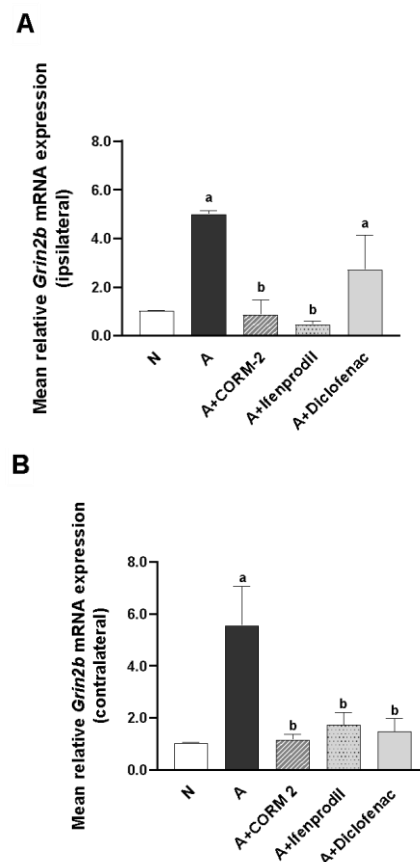 A
Mean relative Grin2b mRNA expression
(ipsilateral)
8.0
6.0
4.0
2.0
0.0
a
b
b
a
N
A
A+CORM-2
A+Ifenprodil
A+Diclofenac
B
Mean relative Grin2b mRNA expression
(contralateral)
8.0
6.0
4.0
2.0
0.0
a
b
b
b
N
A
A+CORM 2
A+Ifenprodil
A+Diclofenac